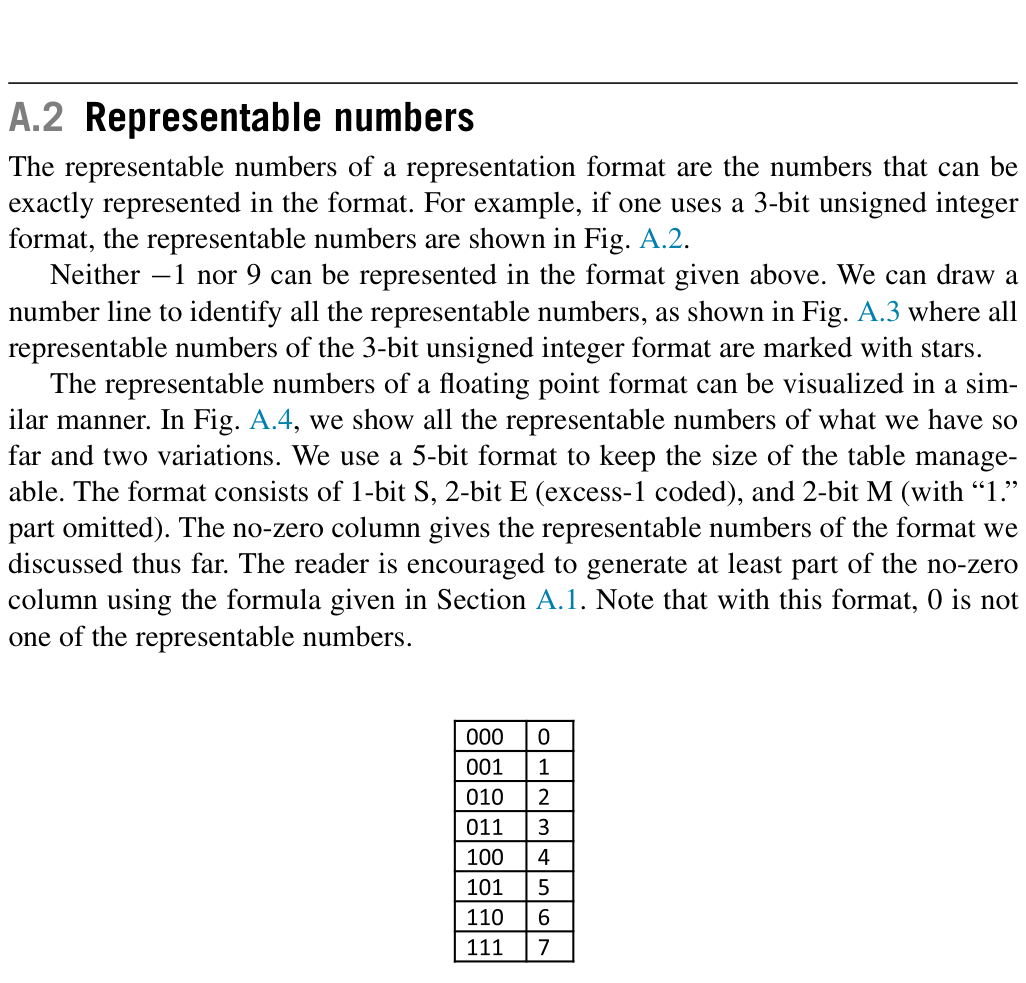 A.2 Representable numbers
The representable numbers of a representation format are the numbers that can be
exactly represented in the format. For example, if one uses a 3-bit unsigned integer
format, the representable numbers are shown in Fig. A.2.
Neither −1 nor 9 can be represented in the format given above. We can draw a
number line to identify all the representable numbers, as shown in Fig. A.3 where all
representable numbers of the 3-bit unsigned integer format are marked with stars.
The representable numbers of a floating point format can be visualized in a sim-
ilar manner. In Fig. A.4, we show all the representable numbers of what we have so
far and two variations. We use a 5-bit format to keep the size of the table manage-
able. The format consists of 1-bit S, 2-bit E (excess-1 coded), and 2-bit M (with “1.”
part omitted). The no-zero column gives the representable numbers of the format we
discussed thus far. The reader is encouraged to generate at least part of the no-zero
column using the formula given in Section A.1. Note that with this format, 0 is not
one of the representable numbers.
000 0
001 1
010 2
011 3
100 4
101 5
110 6
111 7